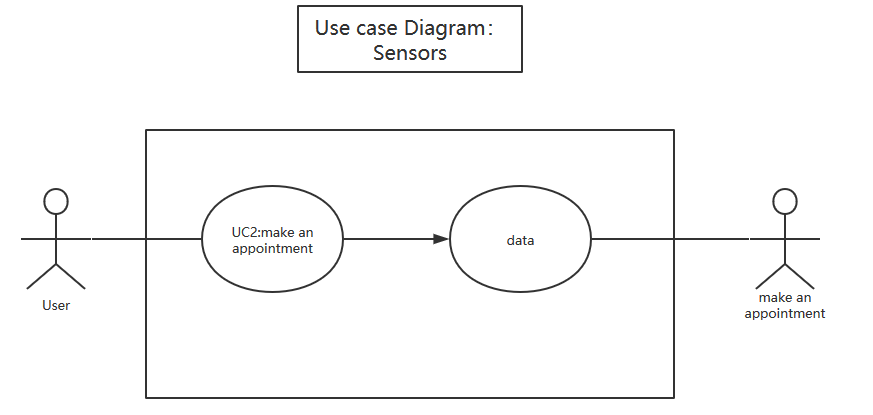 Use case Diagram：
Sensors
UC2:make an
appointment
data
User
make an
appointment